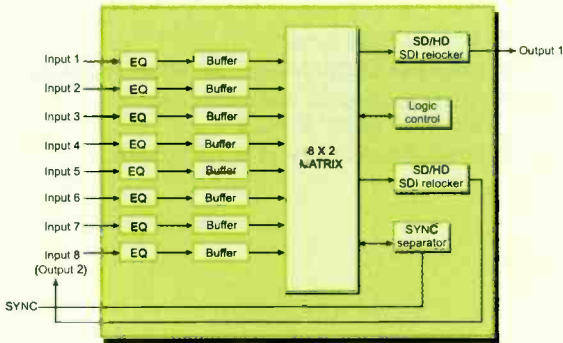 Input 1 EQ Buffer
Input 2 EQ Buffer
Input 3 EQ Buffer
Input 4 EQ Buffer
Input 5 EQ Buffer
Input 6 EQ Buffer
Input 7 EQ Buffer
Input 8 EQ Buffer
(Output 2)
SYNC
8 X 2
MATRIX
SD/HD
SDI relocker
Output 1
Logic
control
SD/HD
SDI relocker
SYNC
separator